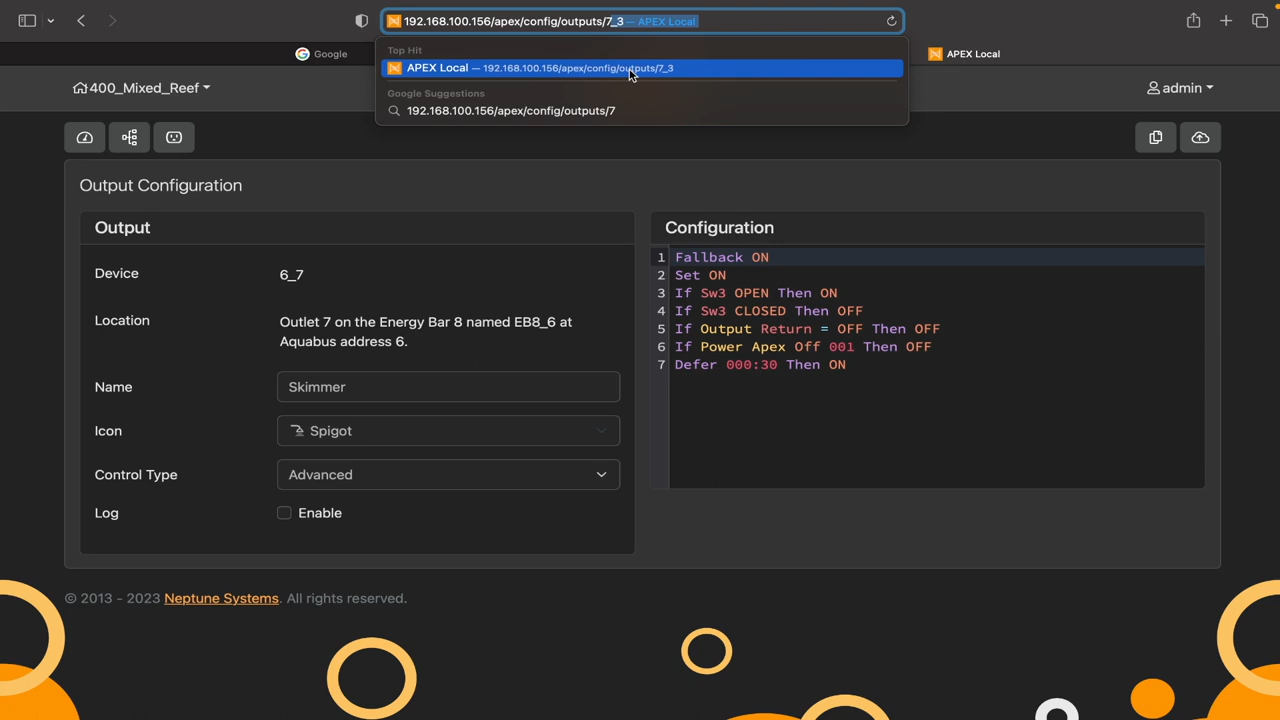 192.168.100.156/apex/config/outputs/7_3 — APEX Local
Google
APEX Local
Top Hit
APEX Local — 192.168.100.156/apex/config/outputs/7_3
Google Suggestions
192.168.100.156/apex/config/outputs/7
400_Mixed_Reef
admin
Output Configuration
Output
Device
6_7
Location
Outlet 7 on the Energy Bar 8 named EB8_6 at
Aquabus address 6.
Name
Skimmer
Icon
Spigot
Control Type
Advanced
Log
Enable
Configuration
1 Fallback ON
2 Set ON
3 If Sw3 OPEN Then ON
4 If Sw3 CLOSED Then OFF
5 If Output Return = OFF Then OFF
6 If Power Apex Off 001 Then OFF
7 Defer 000:30 Then ON
© 2013 - 2023 Neptune Systems. All rights reserved.